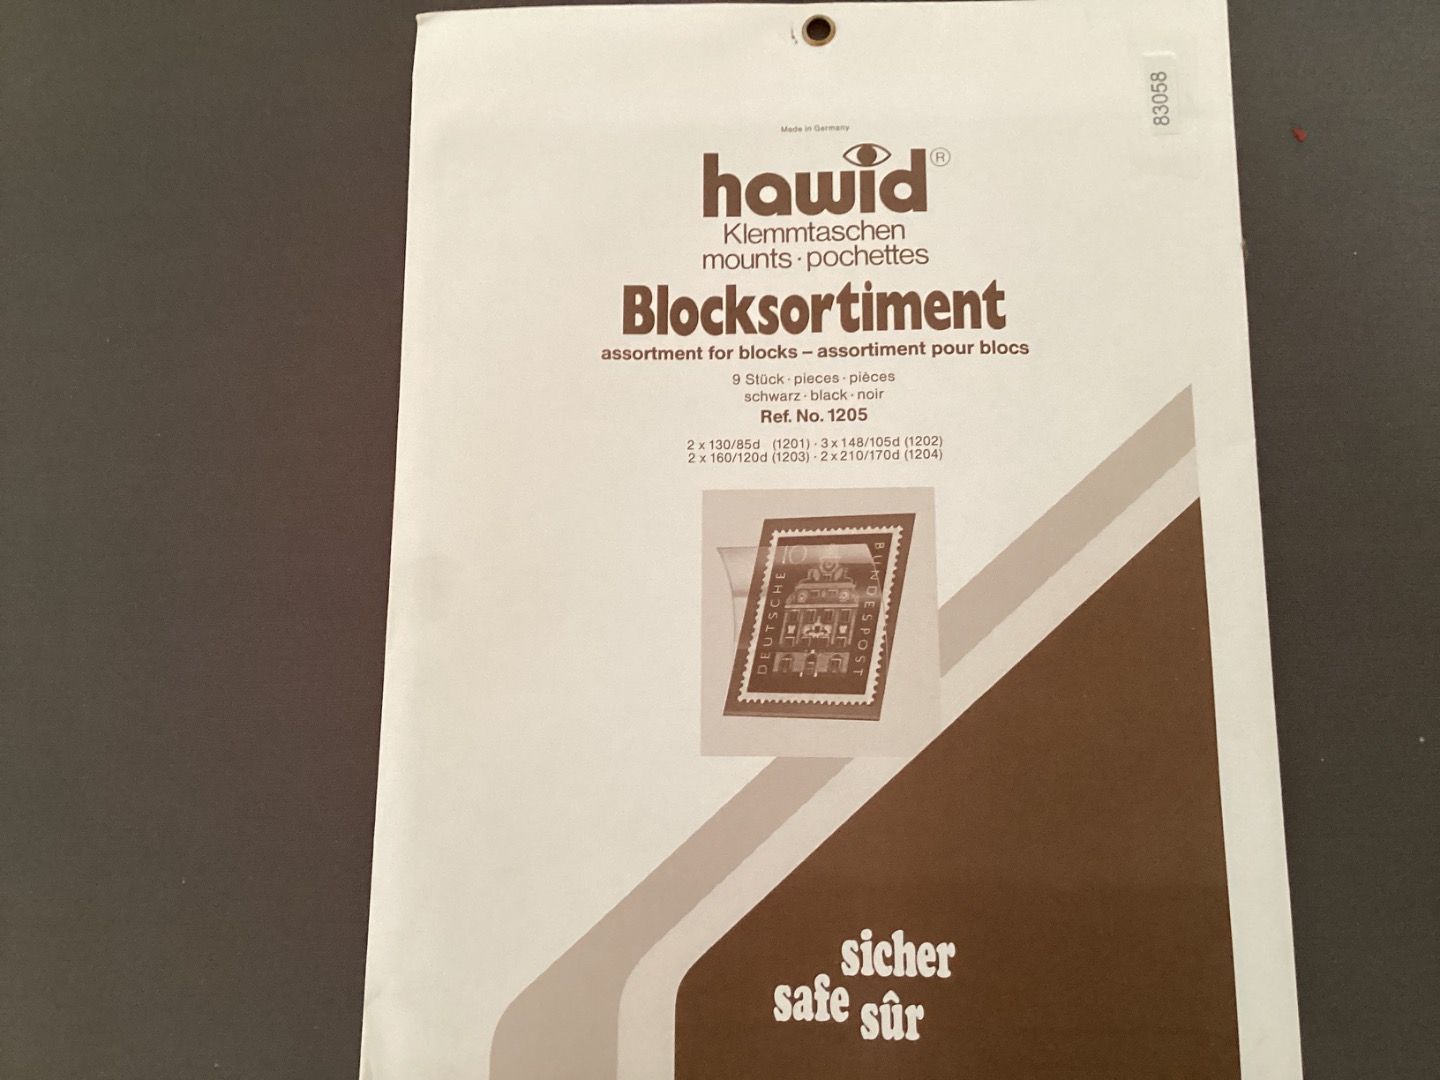 83058
Made in Germany
hawid®
Klemmtaschen
mounts · pochettes
Blocksortiment
assortment for blocks – assortiment pour blocs
9 Stück · pieces · pièces
schwarz · black · noir
Ref. No. 1205
2 x 130/85d (1201) · 3 x 148/105d (1202)
2 x 160/120d (1203) · 2 x 210/170d (1204)
10
DEUTSCHE
BUNDESPOST
sicher
safe
sûr